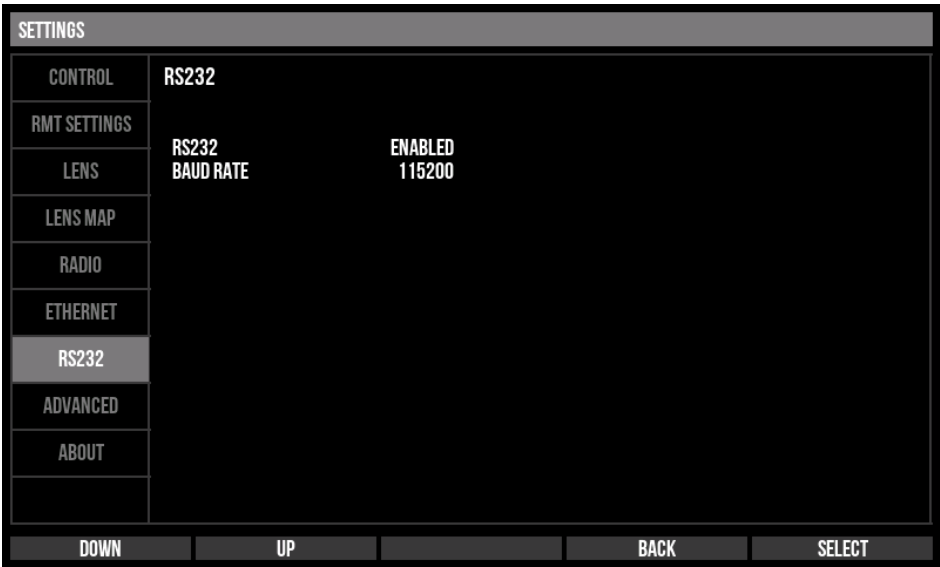 SETTINGS
CONTROL
RMT SETTINGS
LENS
LENS MAP
RADIO
ETHERNET
RS232
ADVANCED
ABOUT
RS232
RS232 ENABLED
BAUD RATE 115200
DOWN UP BACK SELECT